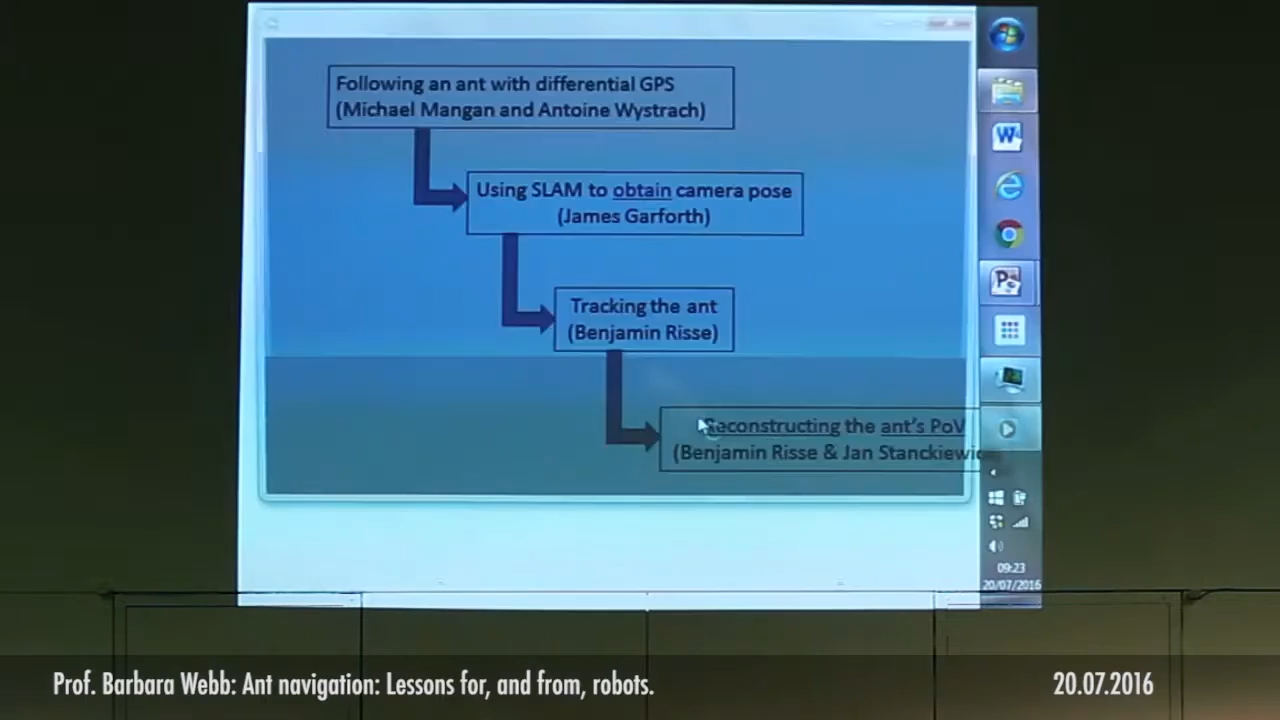 Following an ant with differential GPS
(Michael Mangan and Antoine Wystrach)
Using SLAM to obtain camera pose
(James Garforth)
Tracking the ant
(Benjamin Risse)
Reconstructing the ant's PoV
(Benjamin Risse & Jan Stanckiewic
09:23
20/07/2016
Prof. Barbara Webb: Ant navigation: Lessons for, and from, robots.
20.07.2016